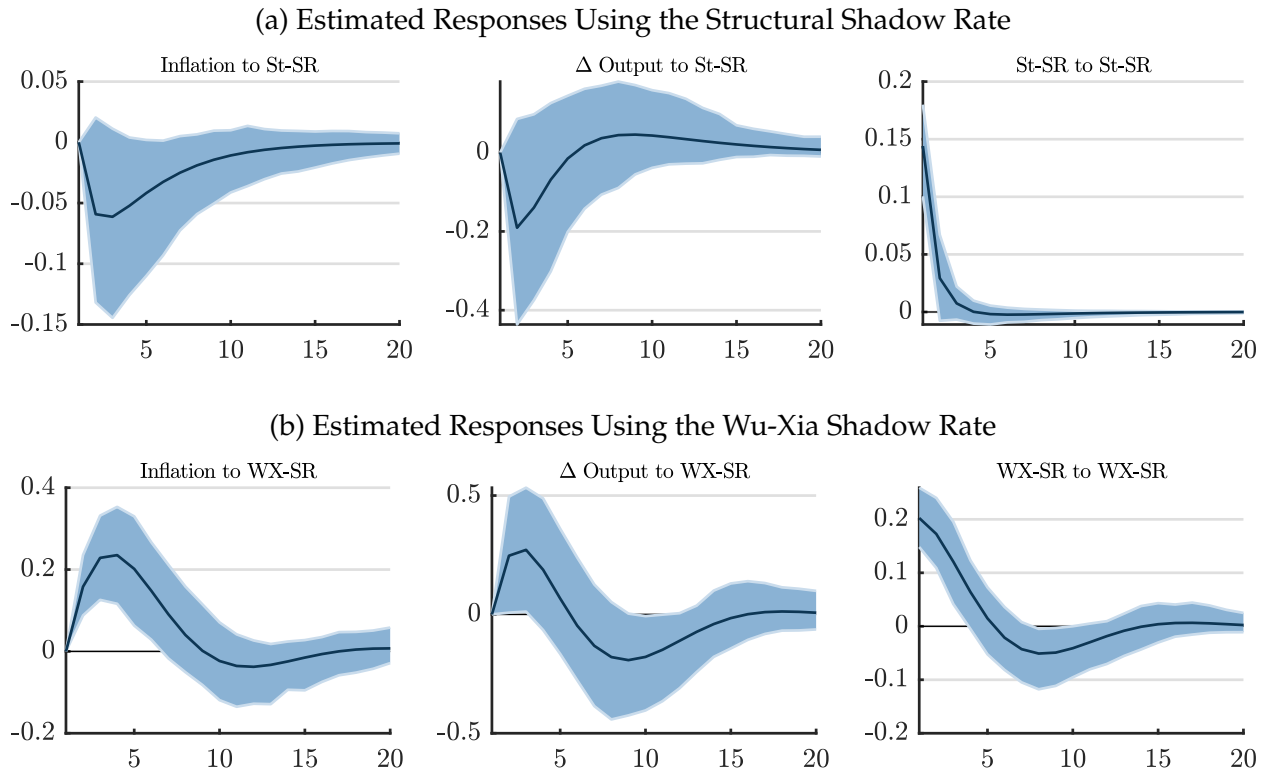 (a) Estimated Responses Using the Structural Shadow Rate
Inflation to St-SR
Δ Output to St-SR
St-SR to St-SR
0.05
0
-0.05
-0.1
-0.15
5 10 15 20
0
-0.2
-0.4
5 10 15 20
0.2
0.15
0.1
0.05
0
5 10 15 20
(b) Estimated Responses Using the Wu-Xia Shadow Rate
Inflation to WX-SR
Δ Output to WX-SR
WX-SR to WX-SR
0.4
0.2
0
-0.2
5 10 15 20
0.5
0
-0.5
5 10 15 20
0.2
0.1
0
-0.1
-0.2
5 10 15 20